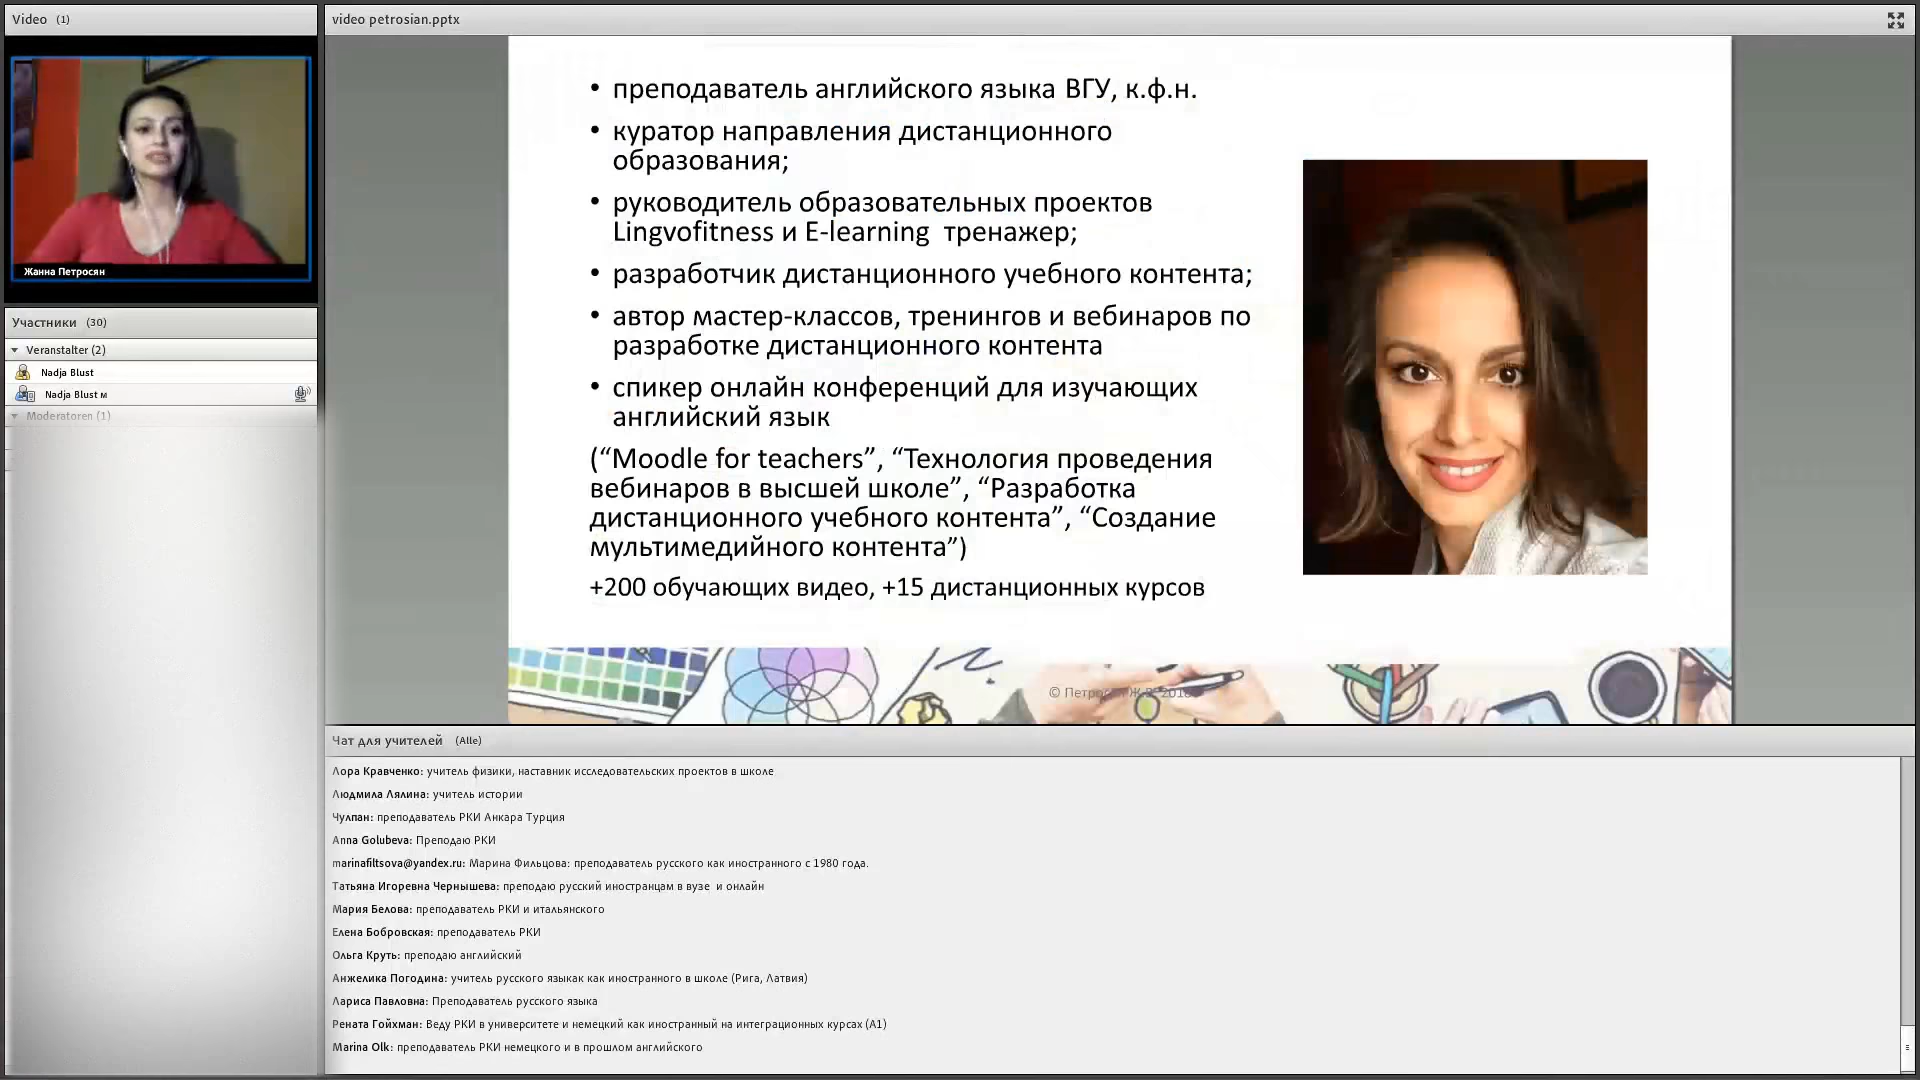 Video (1)
Жанна Петросян
Участники (30)
Veranstalter (2)
Nadja Blust
Nadja Blust м
Moderatoren (1)
video petrosian.pptx
• преподаватель английского языка ВГУ, к.ф.н.
• куратор направления дистанционного
образования;
• руководитель образовательных проектов
Lingvofitness и E-learning тренажер;
• разработчик дистанционного учебного контента;
• автор мастер-классов, тренингов и вебинаров по
разработке дистанционного контента
• спикер онлайн конференций для изучающих
английский язык
(“Moodle for teachers”, “Технология проведения
вебинаров в высшей школе”, “Разработка
дистанционного учебного контента”, “Создание
мультимедийного контента”)
+200 обучающих видео, +15 дистанционных курсов
©
Чат для учителей (Alle)
Лора Кравченко: учитель физики, наставник исследовательских проектов в школе
Людмила Лялина: учитель истории
Чулпан: преподаватель РКИ Анкара Турция
Anna Golubeva: Преподаю РКИ
marinafiltsova@yandex.ru: Марина Фильцова: преподаватель русского как иностранного с 1980 года.
Татьяна Игоревна Чернышева: преподаю русский иностранцам в вузе и онлайн
Мария Белова: преподаватель РКИ и итальянского
Елена Бобровская: преподаватель РКИ
Ольга Круть: преподаю английский
Анжелика Погодина: учитель русского языкак как иностранного в школе (Рига, Латвия)
Лариса Павловна: Преподаватель русского языка
Рената Гойхман: Веду РКИ в университете и немецкий как иностранный на интеграционных курсах (А1)
Marina Olk: преподаватель РКИ немецкого и в прошлом английского